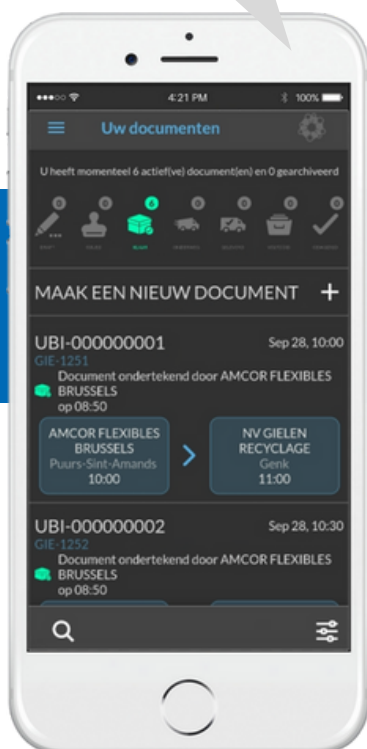 4:21 PM
100%
Uw documenten
U heeft momenteel 6 actief(ve) document(en) en 0 gearchiveerd
0 0 6 0 0 0 0
MAAK EEN NIEUW DOCUMENT +
UBI-000000001 Sep 28, 10:00
GIE-1251
Document ondertekend door AMCOR FLEXIBLES
BRUSSELS
op 08:50
AMCOR FLEXIBLES
BRUSSELS
Puurs-Sint-Amands
10:00
>
NV GIELEN
RECYCLAGE
Genk
11:00
UBI-000000002 Sep 28, 10:30
GIE-1252
Document ondertekend door AMCOR FLEXIBLES
BRUSSELS
op 08:50